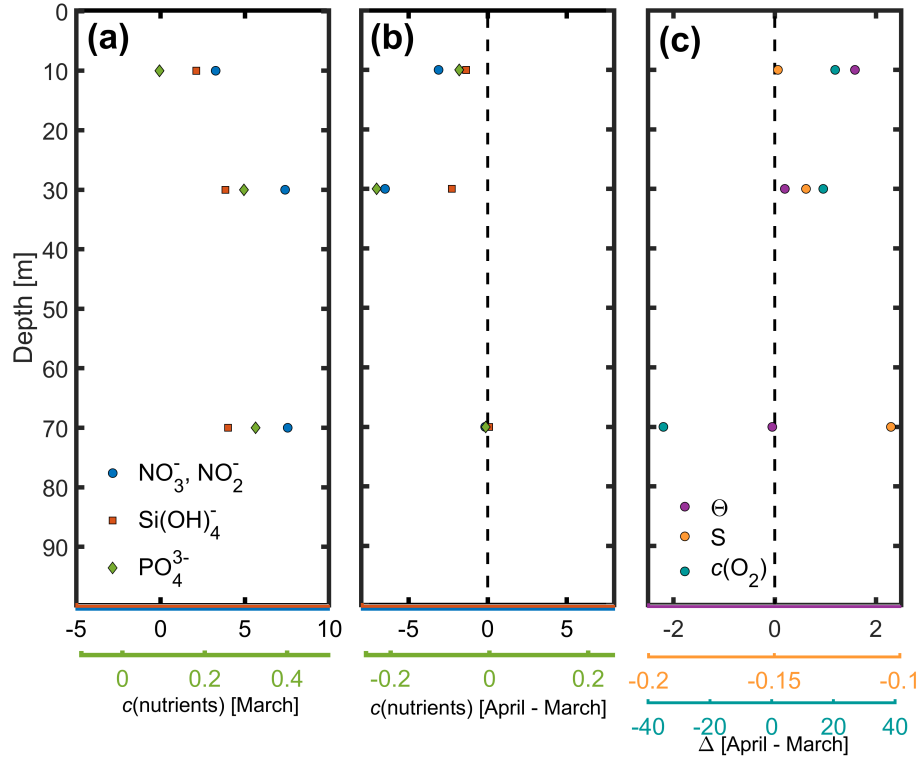 (a) (b) (c)
0
10
20
30
40
50
60
70
80
90
Depth [m]
NO₃⁻, NO₂⁻
Si(OH)₄⁻
PO₄³⁻
Θ
S
c(O₂)
-5 0 5 10
-5 0 5
-2 0 2
0 0.2 0.4
-0.2 0 0.2
-0.2 -0.15 -0.1
c(nutrients) [March]
c(nutrients) [April - March]
-40 -20 0 20 40
Δ [April - March]